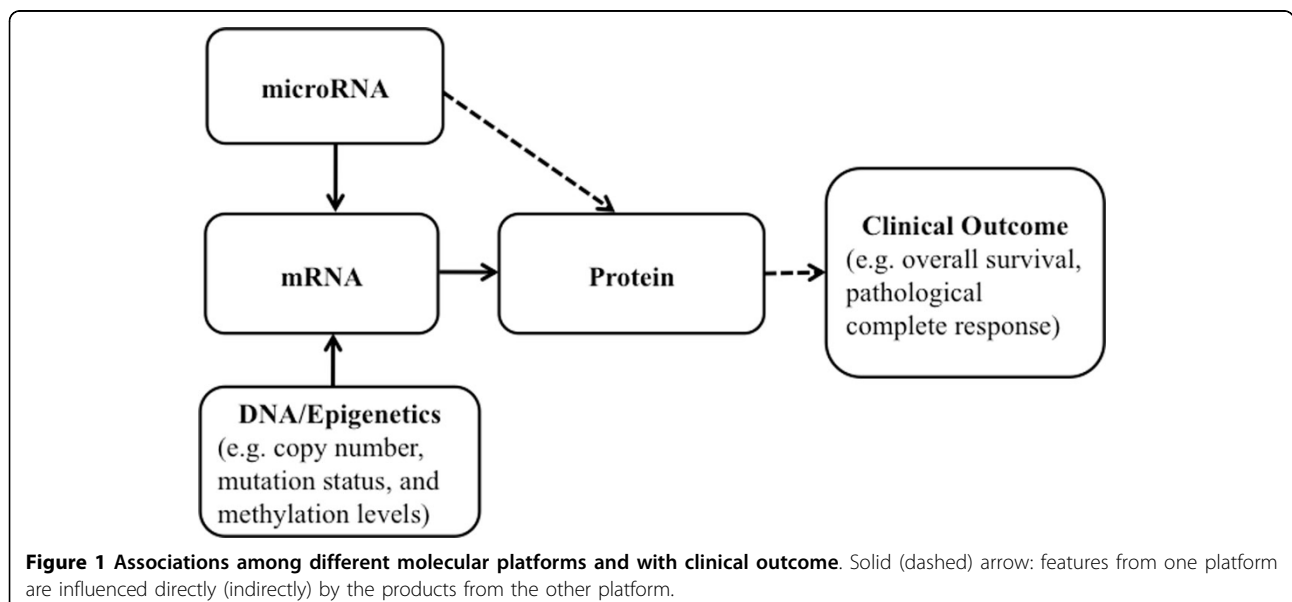 microRNA
mRNA
Protein
Clinical Outcome
(e.g. overall survival,
pathological
complete response)
DNA/Epigenetics
(e.g. copy number,
mutation status, and
methylation levels)
Figure 1 Associations among different molecular platforms and with clinical outcome. Solid (dashed) arrow: features from one platform
are influenced directly (indirectly) by the products from the other platform.